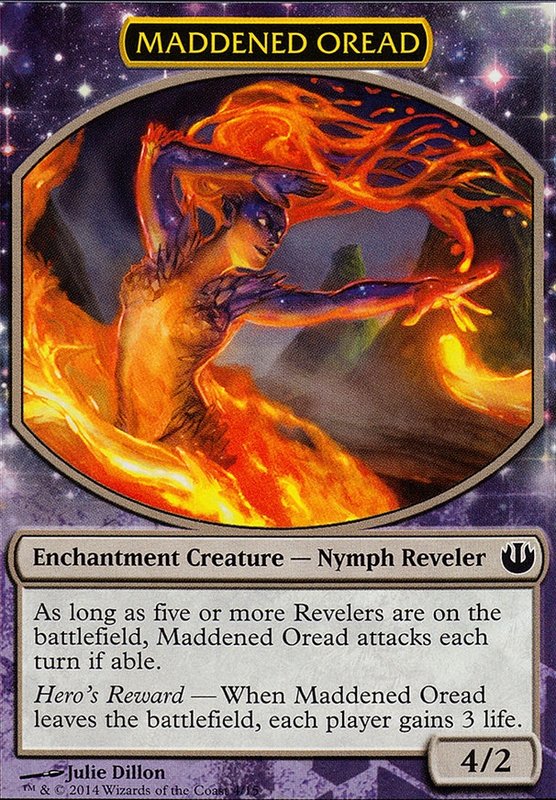 MADDENED OREAD
Enchantment Creature — Nymph Reveler
As long as five or more Revelers are on the
battlefield, Maddened Oread attacks each
turn if able.
Hero's Reward — When Maddened Oread
leaves the battlefield, each player gains 3 life.
4/2
Julie Dillon
™ & © 2014 Wizards of the Coast 4/15